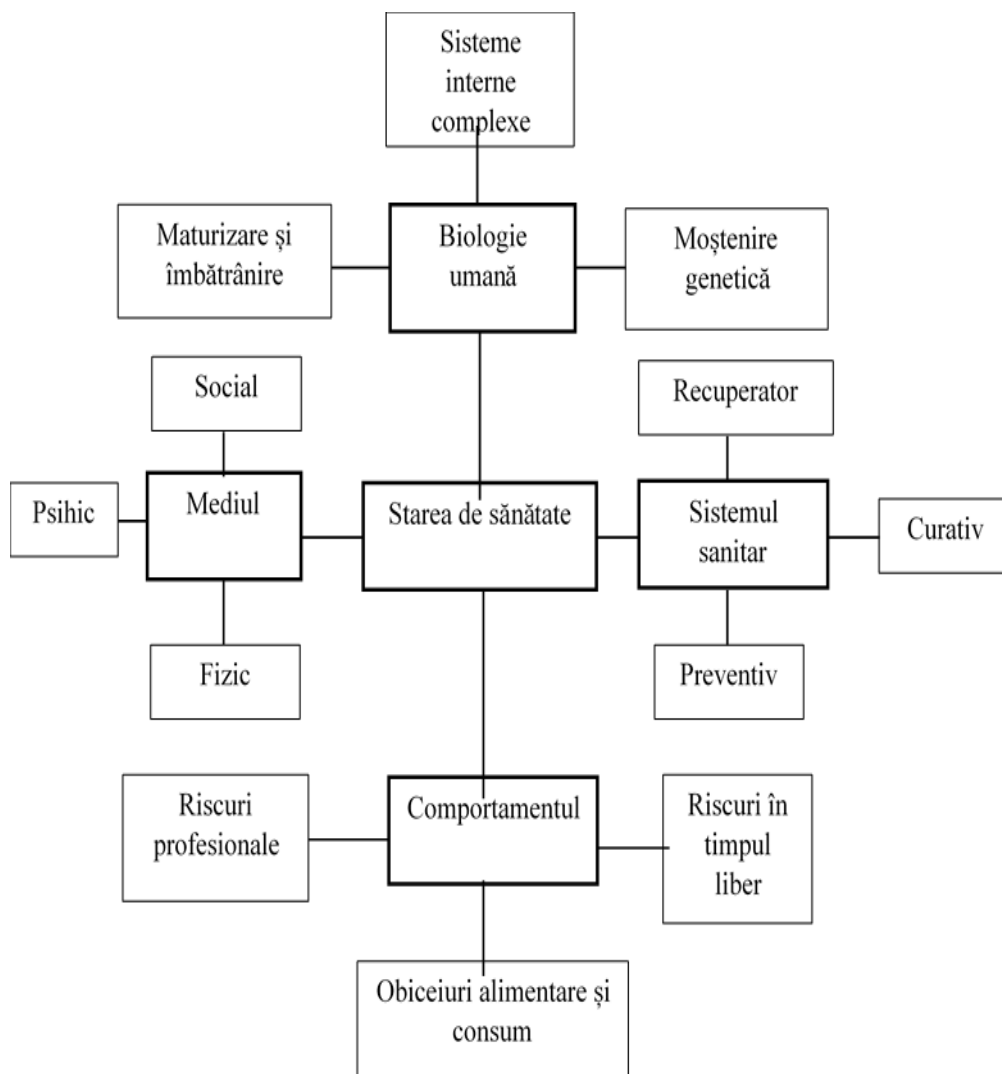 Sisteme
interne
complexe
Maturizare și
îmbătrânire
Biologie
umană
Moștenire
genetică
Social
Recuperator
Psihic
Mediul
Starea de sănătate
Sistemul
sanitar
Curativ
Fizic
Preventiv
Riscuri
profesionale
Comportamentul
Riscuri în
timpul
liber
Obiceiuri alimentare și
consum